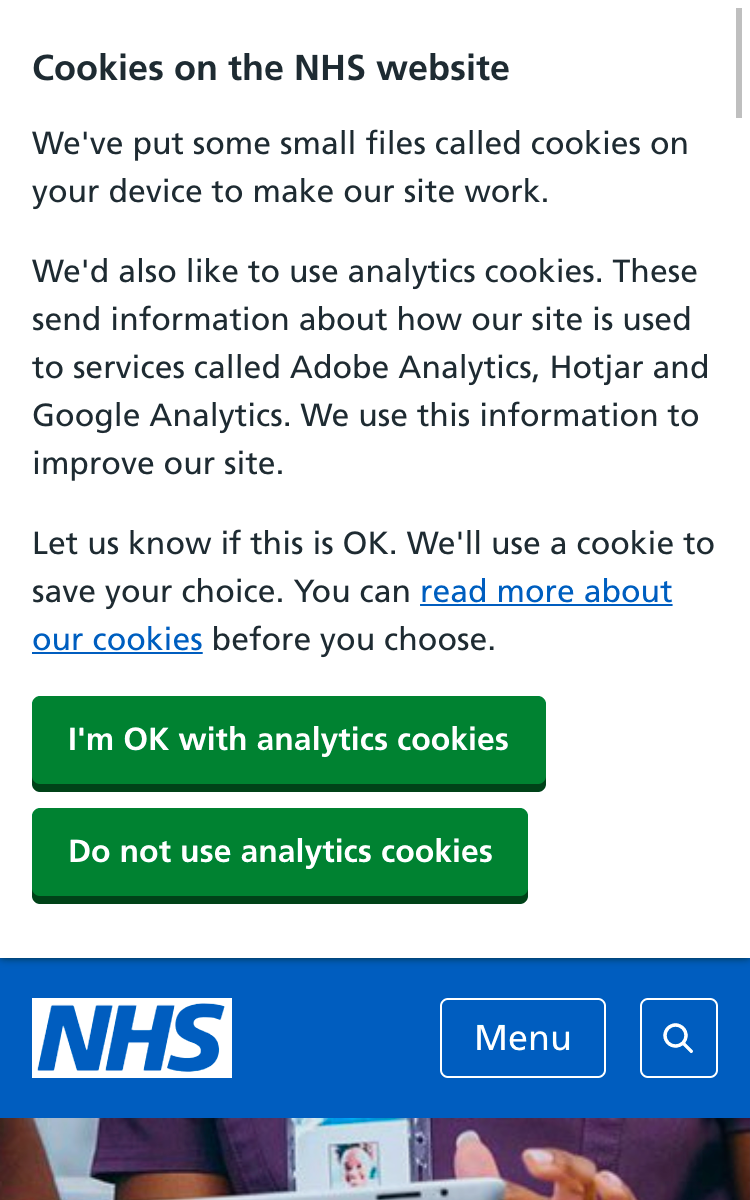 Cookies on the NHS website
We've put some small files called cookies on
your device to make our site work.
We'd also like to use analytics cookies. These
send information about how our site is used
to services called Adobe Analytics, Hotjar and
Google Analytics. We use this information to
improve our site.
Let us know if this is OK. We'll use a cookie to
save your choice. You can read more about
our cookies before you choose.
I'm OK with analytics cookies
Do not use analytics cookies
NHS
Menu